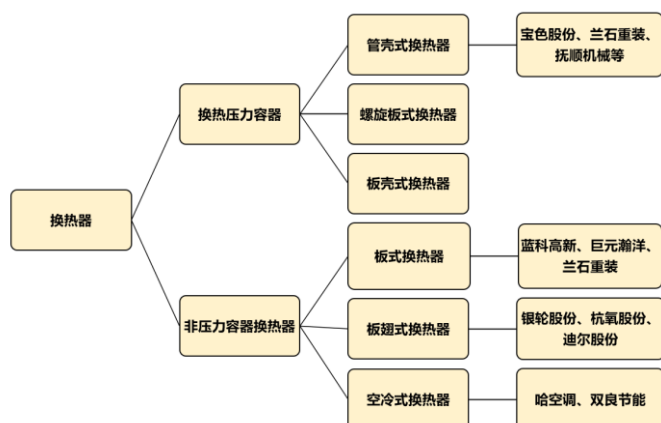 换热器
换热压力容器
管壳式换热器
宝色股份、兰石重装、
抚顺机械等
螺旋板式换热器
板壳式换热器
非压力容器换热器
板式换热器
蓝科高新、巨元瀚洋、
兰石重装
板翅式换热器
银轮股份、杭氧股份、
迪尔股份
空冷式换热器
哈空调、双良节能